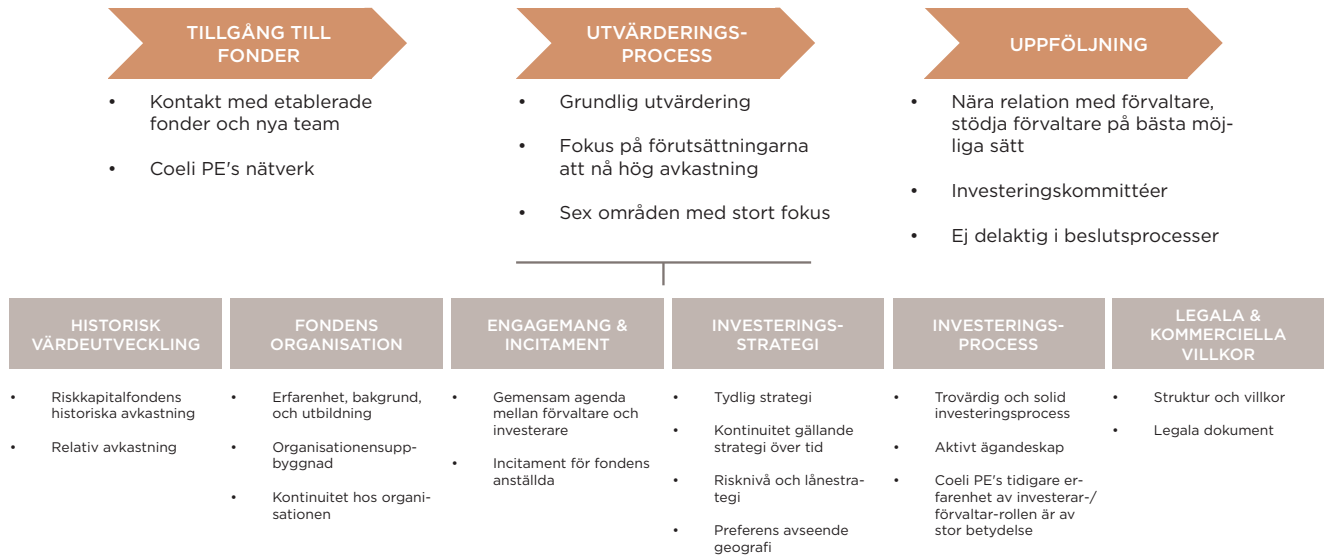 TILLGÅNG TILL
FONDER
• Kontakt med etablerade
fonder och nya team
• Coeli PE's nätverk
UTVÄRDERINGS-
PROCESS
• Grundlig utvärdering
• Fokus på förutsättningarna
att nå hög avkastning
• Sex områden med stort fokus
UPPFÖLJNING
• Nära relation med förvaltare,
stödja förvaltare på bästa möj-
liga sätt
• Investeringskommittéer
• Ej delaktig i beslutsprocesser
HISTORISK
VÄRDEUTVECKLING
• Riskkapitalfondens
historiska avkastning
• Relativ avkastning
FONDENS
ORGANISATION
• Erfarenhet, bakgrund,
och utbildning
• Organisationensupp-
byggnad
• Kontinuitet hos organi-
sationen
ENGAGEMANG &
INCITAMENT
• Gemensam agenda
mellan förvaltare och
investerare
• Incitament för fondens
anställda
INVESTERINGS-
STRATEGI
• Tydlig strategi
• Kontinuitet gällande
strategi över tid
• Risknivå och lånestra-
tegi
• Preferens avseende
geografi
INVESTERINGS-
PROCESS
• Trovärdig och solid
investeringsprocess
• Aktivt ägandeskap
• Coeli PE's tidigare er-
farenhet av investerar-/
förvaltar-rollen är av
stor betydelse
LEGALA &
KOMMERCIELLA
VILLKOR
• Struktur och villkor
• Legala dokument